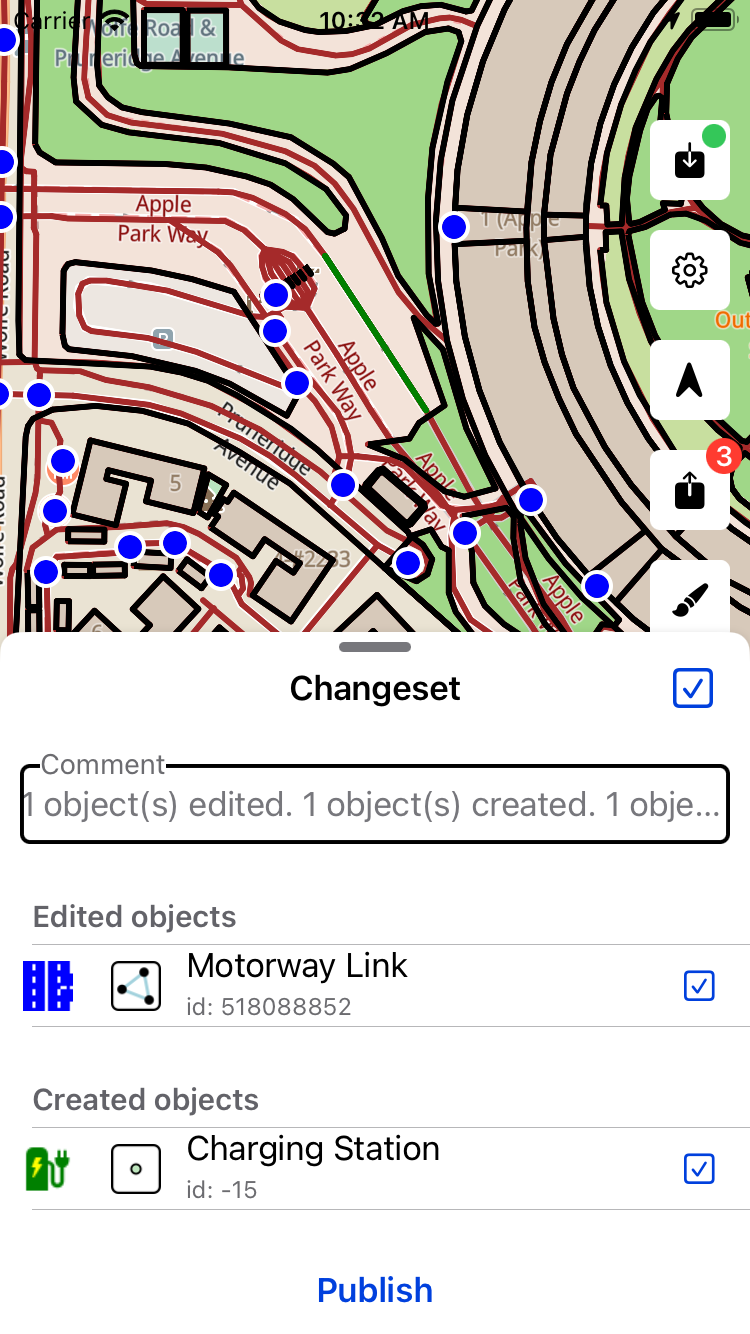 Carrier
10:32 AM
Wolfe Road &
Pruneridge Avenue
Apple
Park Way
1 (Apple
Park)
Out
Wolfe Road
P
Apple
Park Way
3
Pruneridge
Avenue
Apple
Park Way
5
Apple
Park
6
Changeset
Comment
1 object(s) edited. 1 object(s) created. 1 obje...
Edited objects
Motorway Link
id: 518088852
Created objects
Charging Station
id: -15
Publish